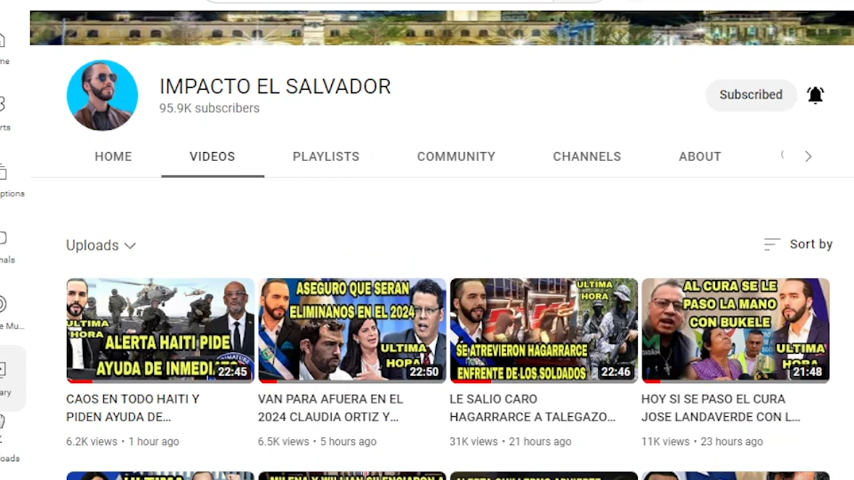 IMPACTO EL SALVADOR
95.9K subscribers
Subscribed
HOME
VIDEOS
PLAYLISTS
COMMUNITY
CHANNELS
ABOUT
Uploads
Sort by
ULTIMA HORA
ALERTA HAITI PIDE
AYUDA DE INMEDIATO
22:45
ASEGURO QUE SERAN
ELIMINANOS EN EL 2024
ULTIMA HORA
22:50
ULTIMA HORA
SE ATREVIERON HAGARRARCE
ENFRENTE DE LOS SOLDADOS
22:46
AL CURA SE LE
PASO LA MANO
CON BUKELE
ULTIMA HORA
21:48
CAOS EN TODO HAITI Y
PIDEN AYUDA DE...
6.2K views • 1 hour ago
VAN PARA AFUERA EN EL
2024 CLAUDIA ORTIZ Y...
6.5K views • 5 hours ago
LE SALIO CARO
HAGARRARCE A TALEGAZO...
31K views • 21 hours ago
HOY SI SE PASO EL CURA
JOSE LANDAVERDE CON L...
11K views • 23 hours ago